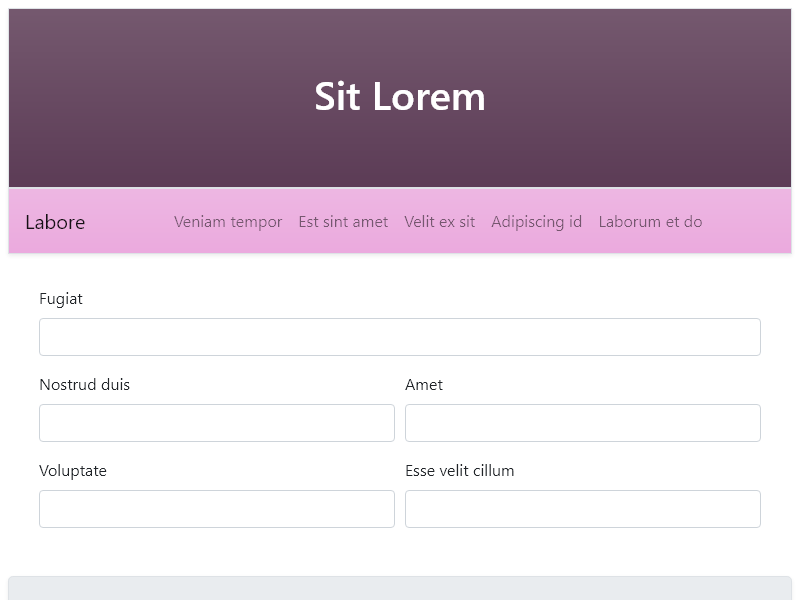 Sit Lorem
Labore Veniam tempor Est sint amet Velit ex sit Adipiscing id Laborum et do
Fugiat
Nostrud duis Amet
Voluptate Esse velit cillum